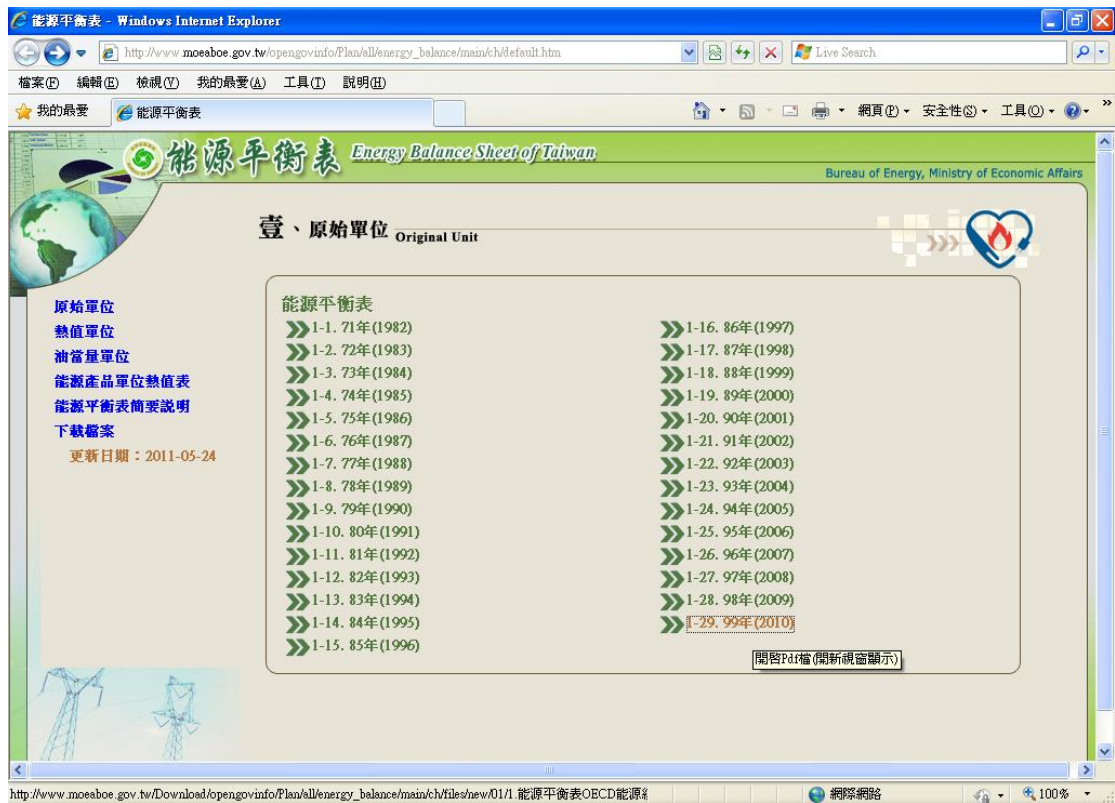 能源平衡表 - Windows Internet Explorer
http://www.moeaboe.gov.tw/opengovinfo/Plan/all/energy_balance/main/ch/default.htm
Live Search
檔案(F) 編輯(E) 檢視(V) 我的最愛(A) 工具(T) 說明(H)
我的最愛 能源平衡表 網頁(P) 安全性(S) 工具(O) »
能源平衡表 Energy Balance Sheet of Taiwan
Bureau of Energy, Ministry of Economic Affairs
壹、原始單位 Original Unit
原始單位
熱值單位
油當量單位
能源產品單位熱值表
能源平衡表簡要說明
下載檔案
更新日期：2011-05-24
能源平衡表
1-1. 71年(1982)
1-2. 72年(1983)
1-3. 73年(1984)
1-4. 74年(1985)
1-5. 75年(1986)
1-6. 76年(1987)
1-7. 77年(1988)
1-8. 78年(1989)
1-9. 79年(1990)
1-10. 80年(1991)
1-11. 81年(1992)
1-12. 82年(1993)
1-13. 83年(1994)
1-14. 84年(1995)
1-15. 85年(1996)
1-16. 86年(1997)
1-17. 87年(1998)
1-18. 88年(1999)
1-19. 89年(2000)
1-20. 90年(2001)
1-21. 91年(2002)
1-22. 92年(2003)
1-23. 93年(2004)
1-24. 94年(2005)
1-25. 95年(2006)
1-26. 96年(2007)
1-27. 97年(2008)
1-28. 98年(2009)
1-29. 99年(2010)
開啓Pdf檔(開新視窗顯示)
http://www.moeaboe.gov.tw/Download/opengovinfo/Plan/all/energy_balance/main/ch/files/new/01/1.能源平衡表OECD能源
網際網路 100%